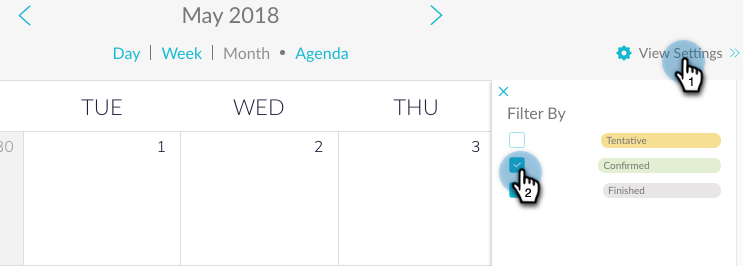 May 2018
Day | Week | Month • Agenda
View Settings
1
TUE WED THU
Filter By
30 1 2 3
Tentative
Confirmed
2
Finished